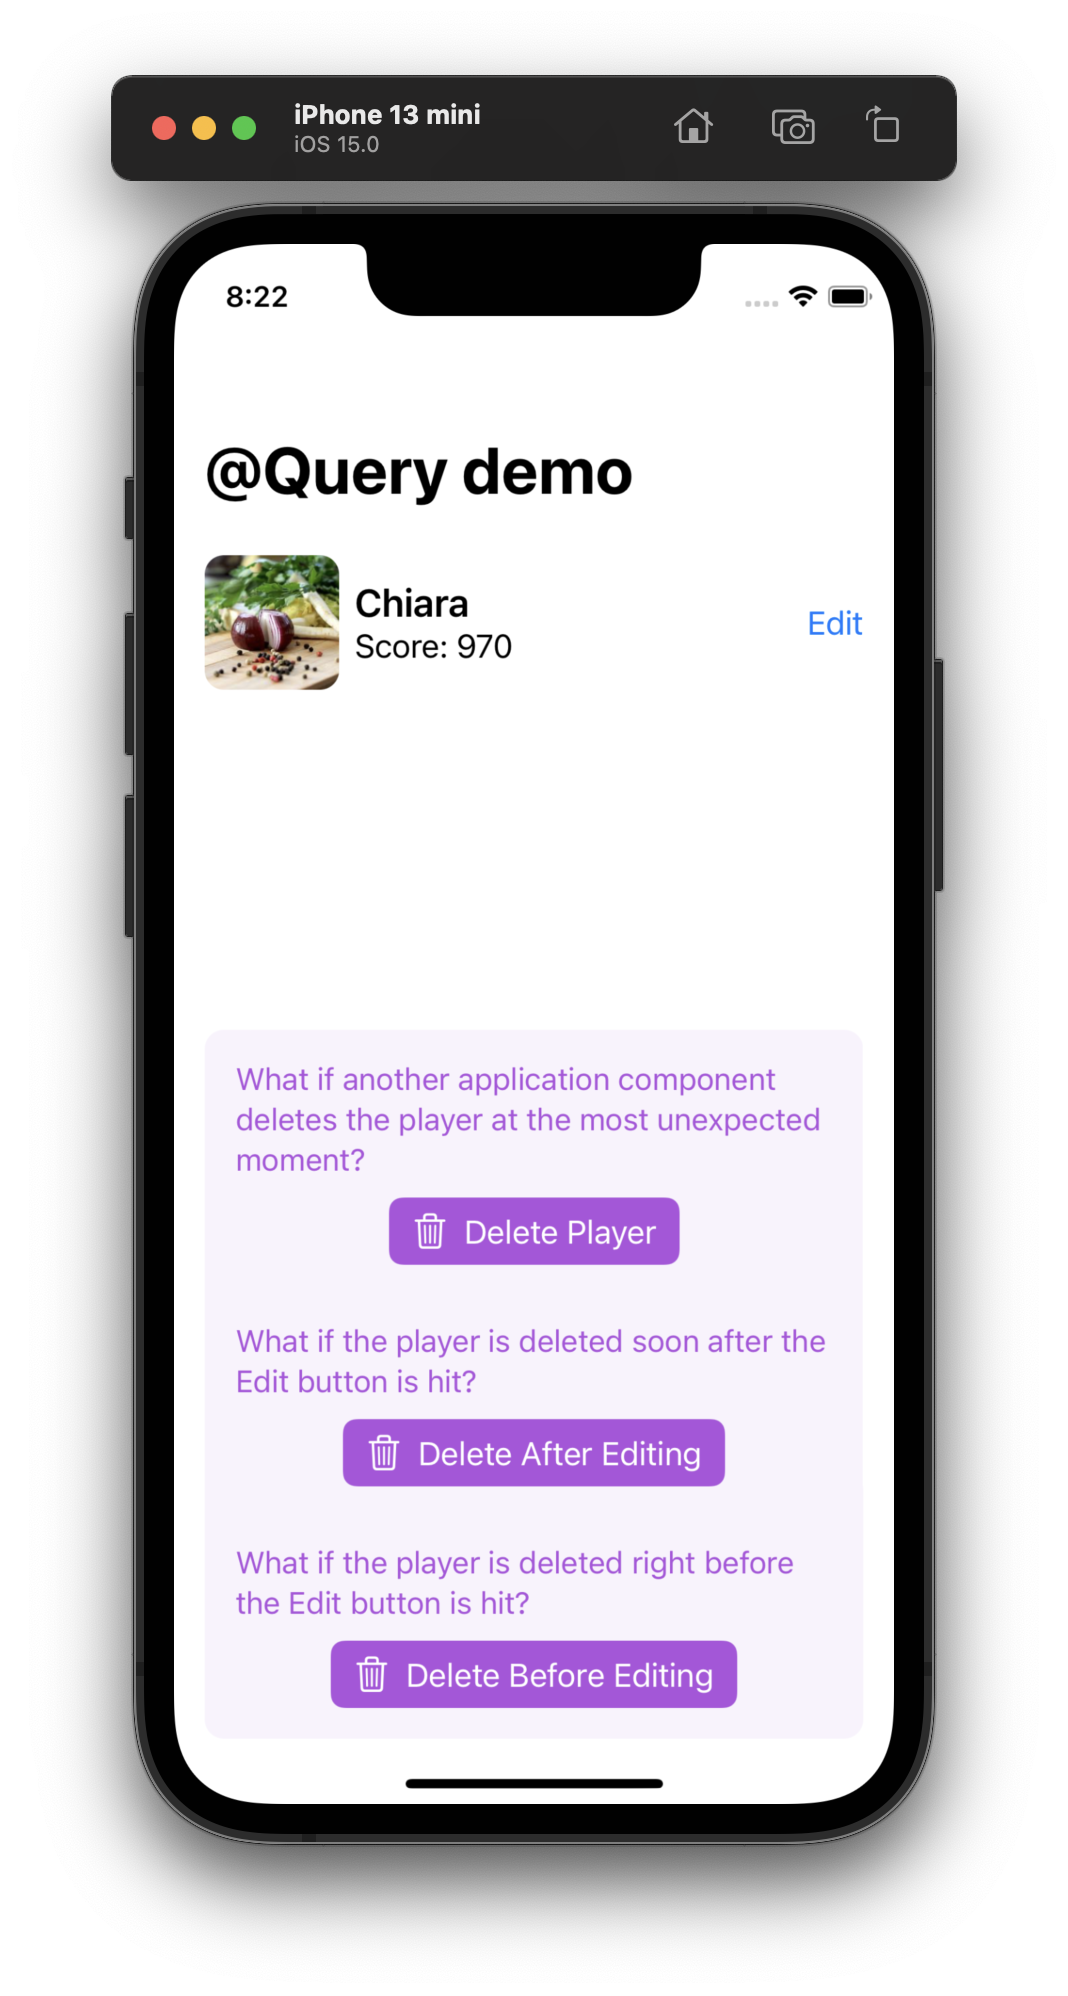 iPhone 13 mini
iOS 15.0
8:22
@Query demo
Chiara
Score: 970
Edit
What if another application component
deletes the player at the most unexpected
moment?
Delete Player
What if the player is deleted soon after the
Edit button is hit?
Delete After Editing
What if the player is deleted right before
the Edit button is hit?
Delete Before Editing